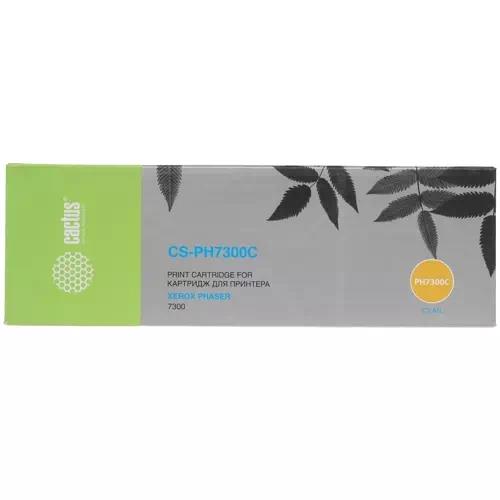 cactus
CS-PH7300C
PRINT CARTRIDGE FOR
КАРТРИДЖ ДЛЯ ПРИНТЕРА
XEROX PHASER
7300
PH7300C
CYAN